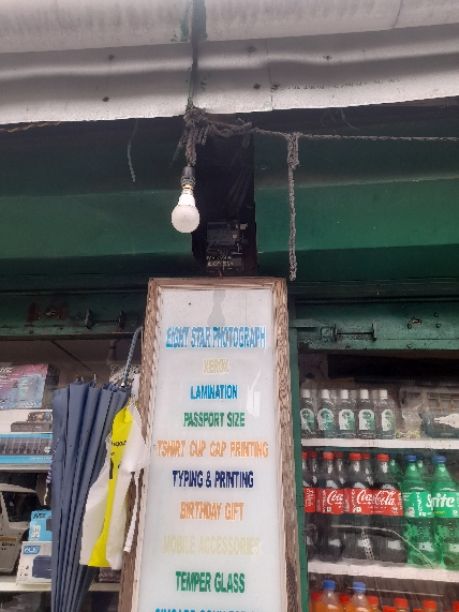 EIGHT STAR PHOTOGRAPH
XEROX
LAMINATION
PASSPORT SIZE
TSHIRT CUP CAP PRINTING
TYPING & PRINTING
BIRTHDAY GIFT
MOBILE ACCESSORIES
TEMPER GLASS
Coca-Cola
Coca-Cola
Sprite